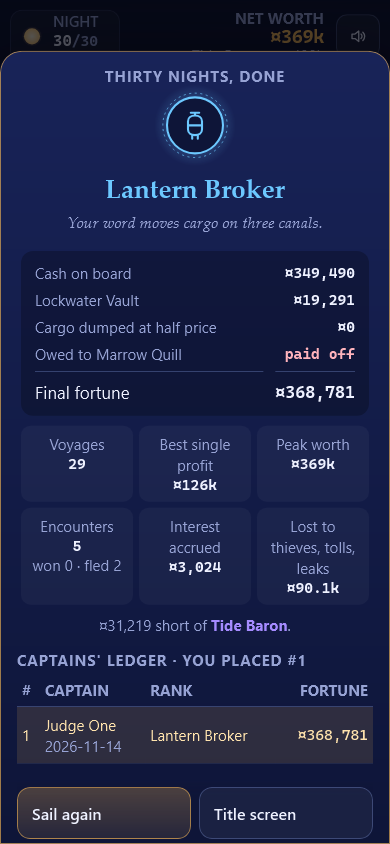 NIGHT
30/30
NET WORTH
¤369k
THIRTY NIGHTS, DONE
Lantern Broker
Your word moves cargo on three canals.
Cash on board ¤349,490
Lockwater Vault ¤19,291
Cargo dumped at half price ¤0
Owed to Marrow Quill paid off
Final fortune ¤368,781
Voyages
29
Best single
profit
¤126k
Peak worth
¤369k
Encounters
5
won 0 · fled 2
Interest
accrued
¤3,024
Lost to
thieves, tolls,
leaks
¤90.1k
¤31,219 short of Tide Baron.
CAPTAINS' LEDGER · YOU PLACED #1
# CAPTAIN RANK FORTUNE
1 Judge One 2026-11-14 Lantern Broker ¤368,781
Sail again
Title screen